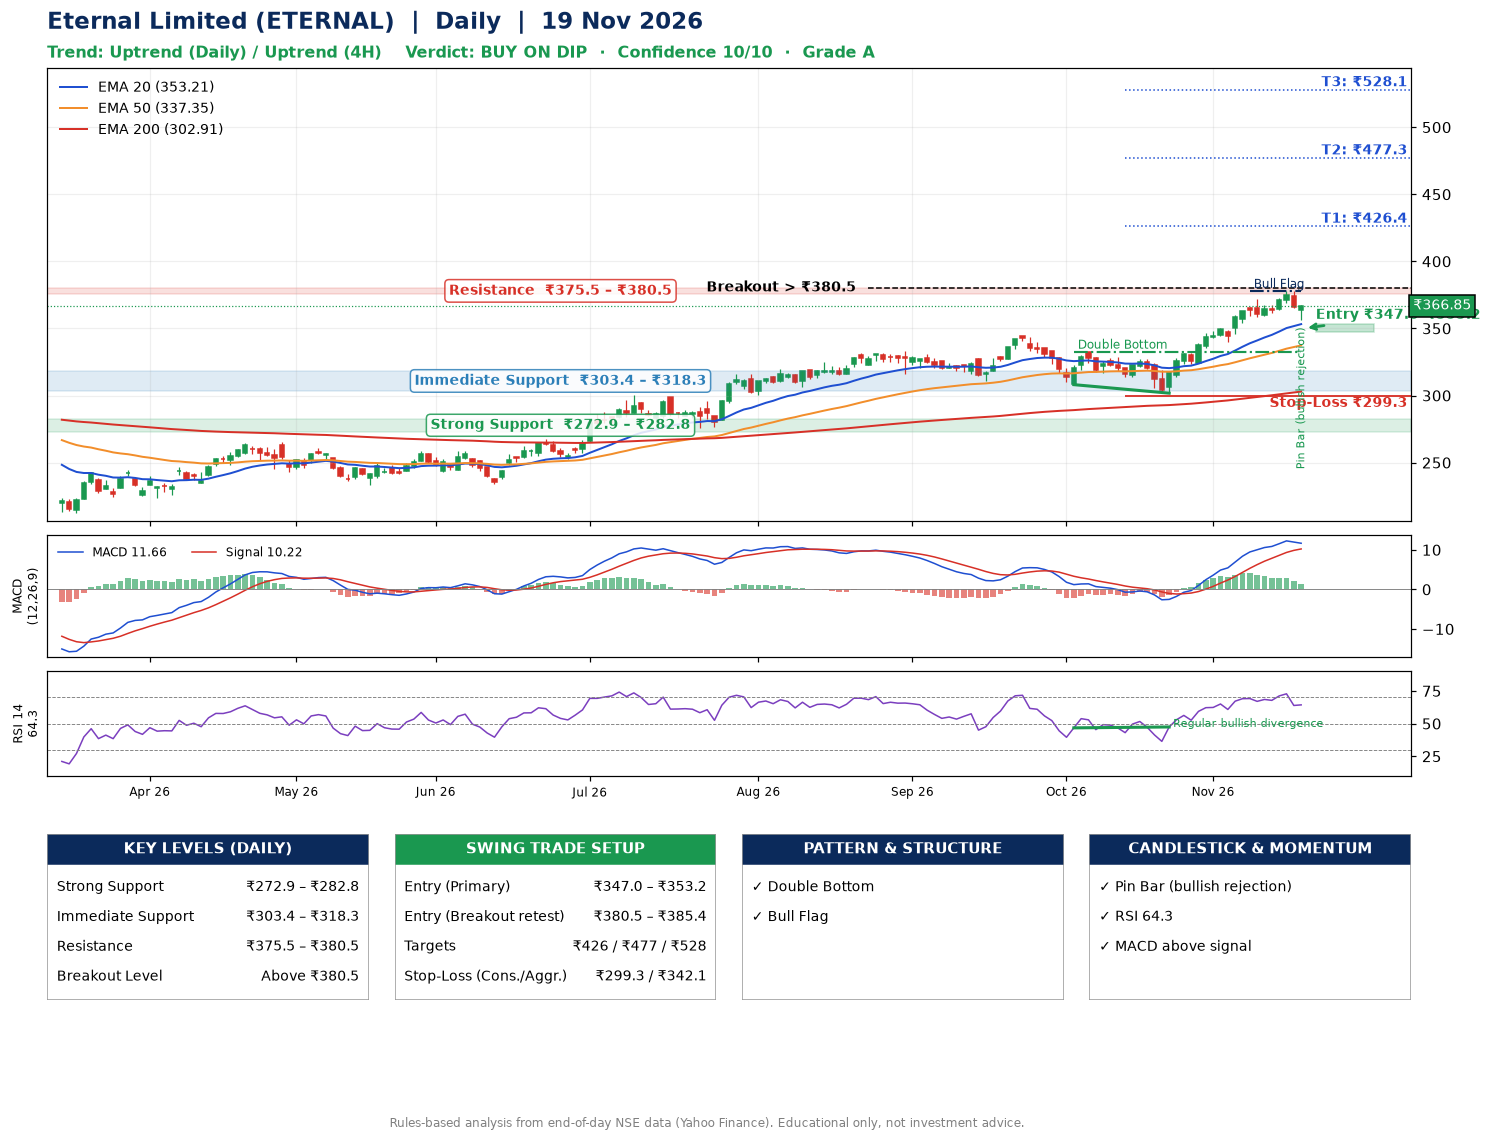 Eternal Limited (ETERNAL) | Daily | 19 Nov 2026
Trend: Uptrend (Daily) / Uptrend (4H) Verdict: BUY ON DIP · Confidence 10/10 · Grade A
EMA 20 (353.21)
EMA 50 (337.35)
EMA 200 (302.91)
T3: ₹528.1
T2: ₹477.3
T1: ₹426.4
500
450
400
350
300
250
Resistance ₹375.5 – ₹380.5
Breakout > ₹380.5
Bull Flag
₹366.85
Entry ₹347.
Double Bottom
Immediate Support ₹303.4 – ₹318.3
Stop-Loss ₹299.3
Strong Support ₹272.9 – ₹282.8
Pin Bar (bullish rejection)
MACD 11.66
Signal 10.22
MACD
(12,26,9)
10
0
−10
RSI 14
64.3
75
50
25
Regular bullish divergence
Apr 26
May 26
Jun 26
Jul 26
Aug 26
Sep 26
Oct 26
Nov 26
KEY LEVELS (DAILY)
Strong Support ₹272.9 – ₹282.8
Immediate Support ₹303.4 – ₹318.3
Resistance ₹375.5 – ₹380.5
Breakout Level Above ₹380.5
SWING TRADE SETUP
Entry (Primary) ₹347.0 – ₹353.2
Entry (Breakout retest) ₹380.5 – ₹385.4
Targets ₹426 / ₹477 / ₹528
Stop-Loss (Cons./Aggr.) ₹299.3 / ₹342.1
PATTERN & STRUCTURE
✓ Double Bottom
✓ Bull Flag
CANDLESTICK & MOMENTUM
✓ Pin Bar (bullish rejection)
✓ RSI 64.3
✓ MACD above signal
Rules-based analysis from end-of-day NSE data (Yahoo Finance). Educational only, not investment advice.